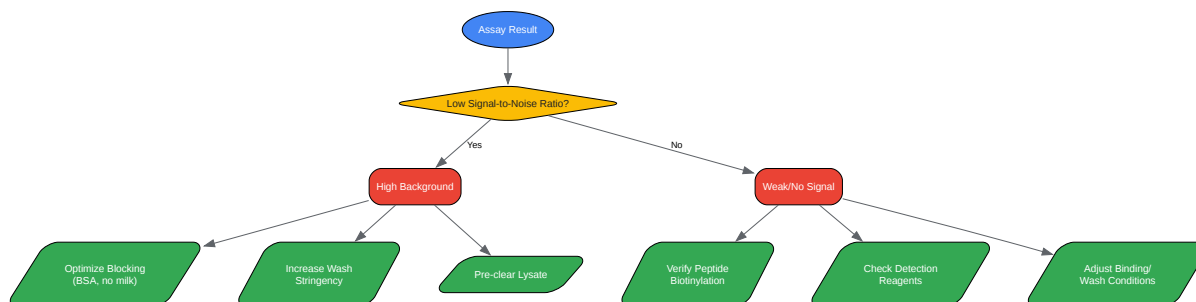 Assay Result
Low Signal-to-Noise Ratio?
Yes
No
High Background
Weak/No Signal
Optimize Blocking
(BSA, no milk)
Increase Wash
Stringency
Pre-clear Lysate
Verify Peptide
Biotinylation
Check Detection
Reagents
Adjust Binding/
Wash Conditions